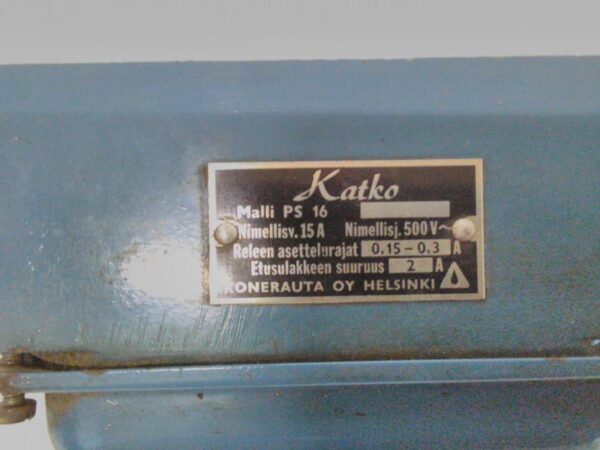 Katko
Malli PS 16
Nimellisv. 15 A Nimellisj. 500 V~
Releen asettelurajat 0,15-0,3 A
Etusulakkeen suuruus 2 A
KONERAUTA OY HELSINKI